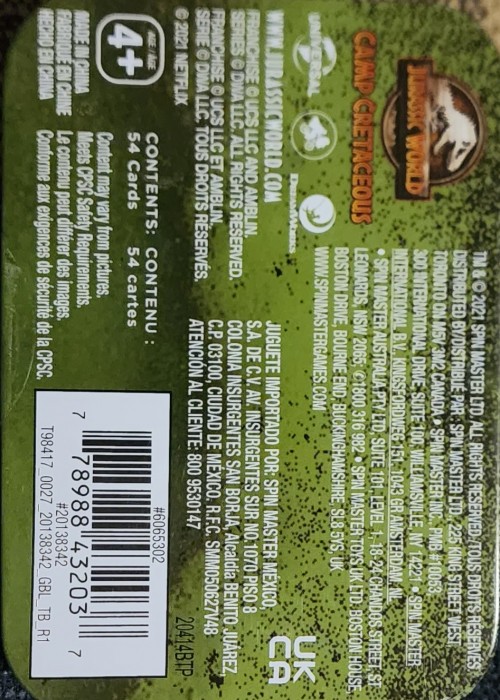 JURASSIC WORLD
CAMP CRETACEOUS
TM & © 2021 SPIN MASTER LTD. ALL RIGHTS RESERVED / TOUS DROITS RÉSERVÉS.
DISTRIBUTED BY/DISTRIBUÉ PAR: SPIN MASTER LTD., 225 KING STREET WEST,
TORONTO ON M5V 3M2 CANADA • SPIN MASTER INC., PMB #10053,
300 INTERNATIONAL DRIVE, SUITE 100, WILLIAMSVILLE, NY 14221 • SPIN MASTER
INTERNATIONAL B.V., KINGSFORDWEG 151, 1043 GR AMSTERDAM, NL
• SPIN MASTER AUSTRALIA PTY LTD, SUITE 101, LEVEL 1, 18-24 CHANDOS STREET, ST
LEONARDS, NSW 2065 1800 316 982 • SPIN MASTER TOYS UK LTD, BOSTON HOUSE,
BOSTON DRIVE, BOURNE END, BUCKINGHAMSHIRE, SL8 5YS, UK
WWW.SPINMASTERGAMES.COM
UNIVERSAL
AMBLIN
DREAMWORKS
WWW.JURASSICWORLD.COM
FRANCHISE © UCS LLC AND AMBLIN.
SERIES © DWA LLC. ALL RIGHTS RESERVED.
FRANCHISE © UCS LLC ET AMBLIN.
SÉRIE © DWA LLC. TOUS DROITS RÉSERVÉS.
© 2021 NETFLIX
JUGUETE IMPORTADO POR: SPIN MASTER MÉXICO,
S.A. DE C.V. AV. INSURGENTES SUR NO. 1070 PISO 8
COLONIA INSURGENTES SAN BORJA, Alcaldía BENITO JUÁREZ
C.P. 03100, CIUDAD DE MÉXICO. R.F.C. SMM050627V48
ATENCIÓN AL CLIENTE: 800 9530147
UK
CA
20414BTP
AGE/ÂGE
4+
CONTENTS: CONTENU :
54 Cards 54 cartes
MADE IN CHINA
FABRIQUÉ EN CHINE
HECHO EN CHINA
Content may vary from pictures.
Meets CPSC Safety Requirements.
Le contenu peut différer des images.
Conforme aux exigences de sécurité de la CPSC.
#6065302
7 78988 43203 7
#20138342
T98417_0027_20138342_GBL_TB_R1